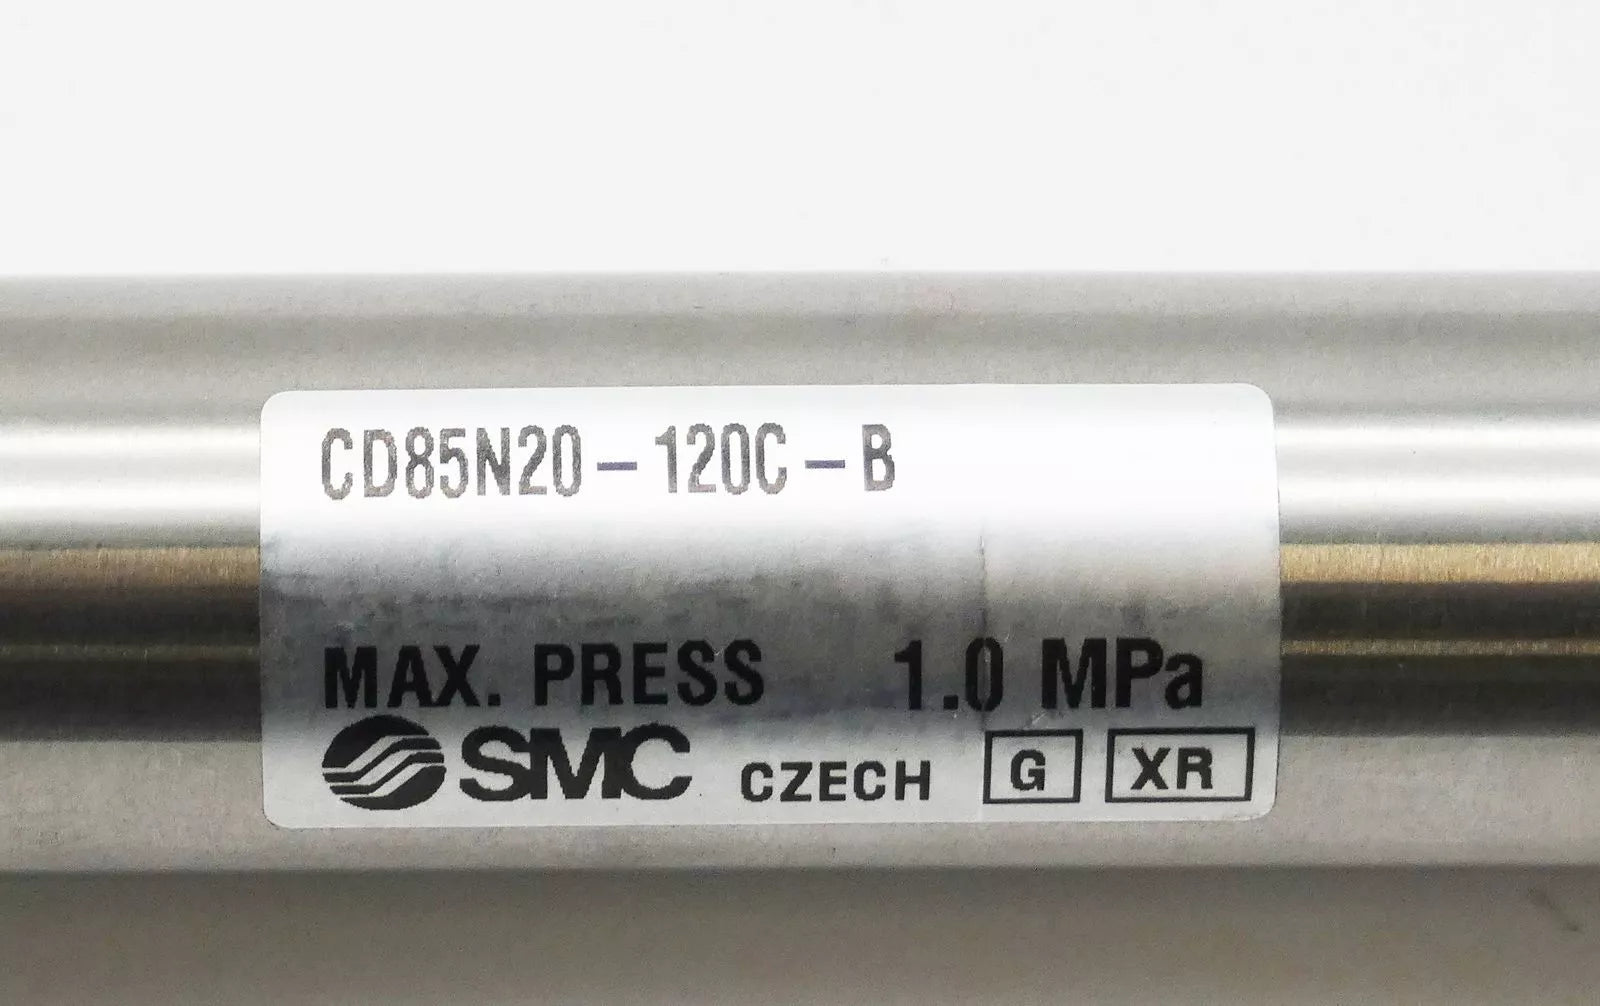 CD85N20-120C-B
MAX. PRESS 1.0 MPa
SMC CZECH G XR